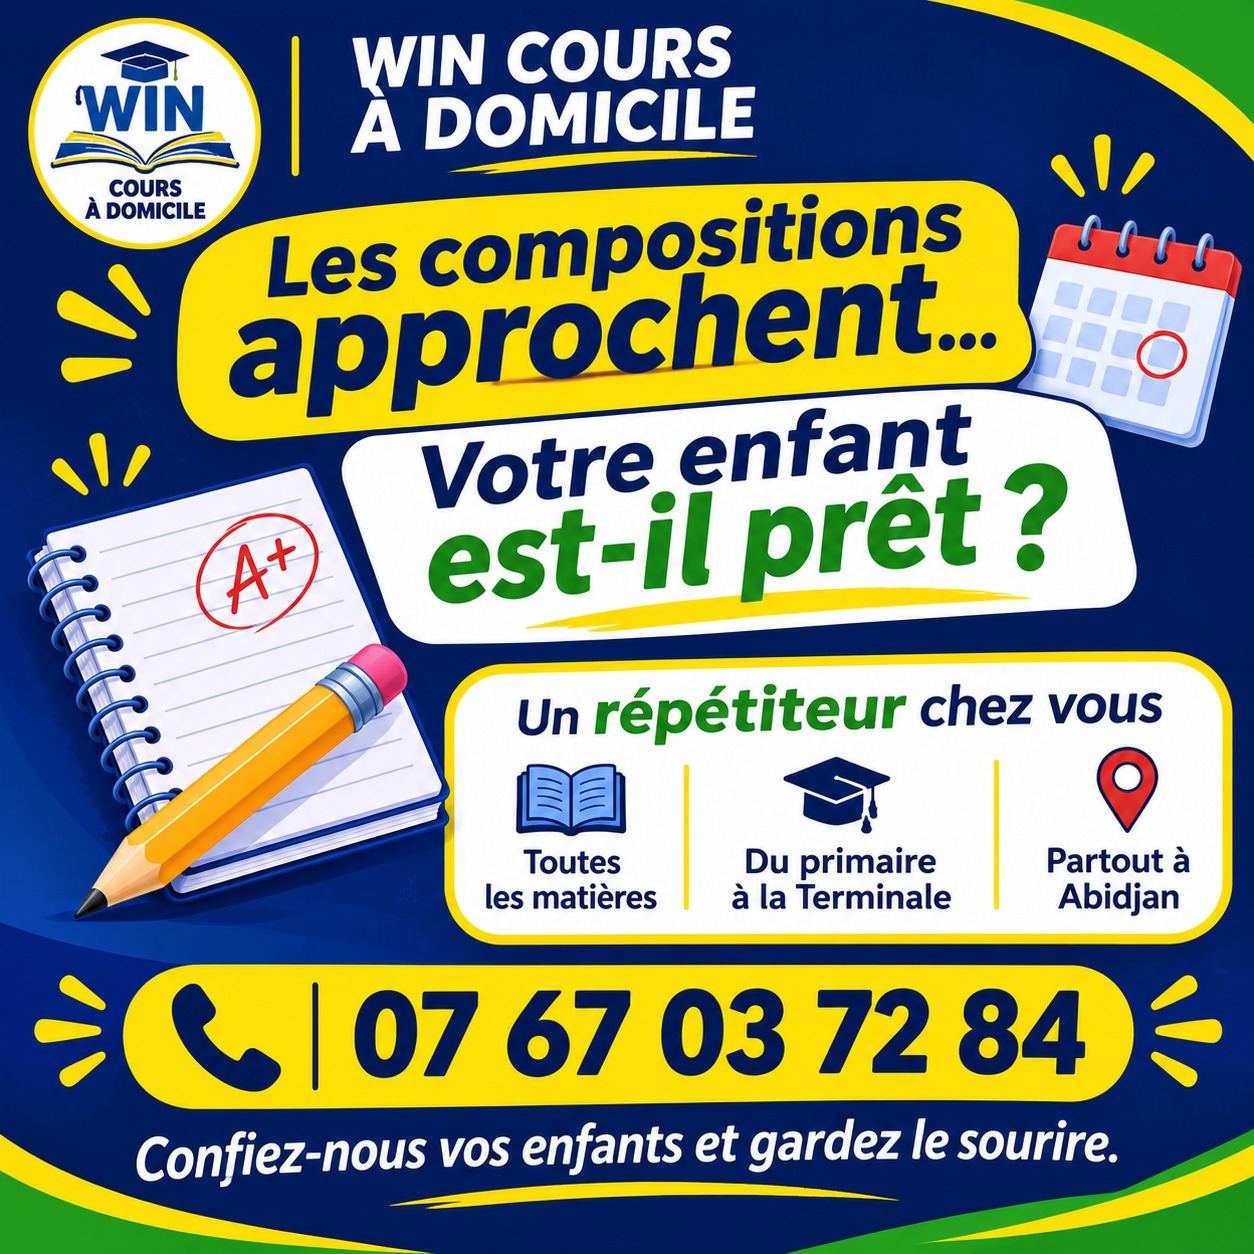 WIN
COURS
À DOMICILE
WIN COURS
À DOMICILE
Les compositions
approchent...
Votre enfant
est-il prêt ?
A+
Un répétiteur chez vous
Toutes
les matières
Du primaire
à la Terminale
Partout à
Abidjan
07 67 03 72 84
Confiez-nous vos enfants et gardez le sourire.